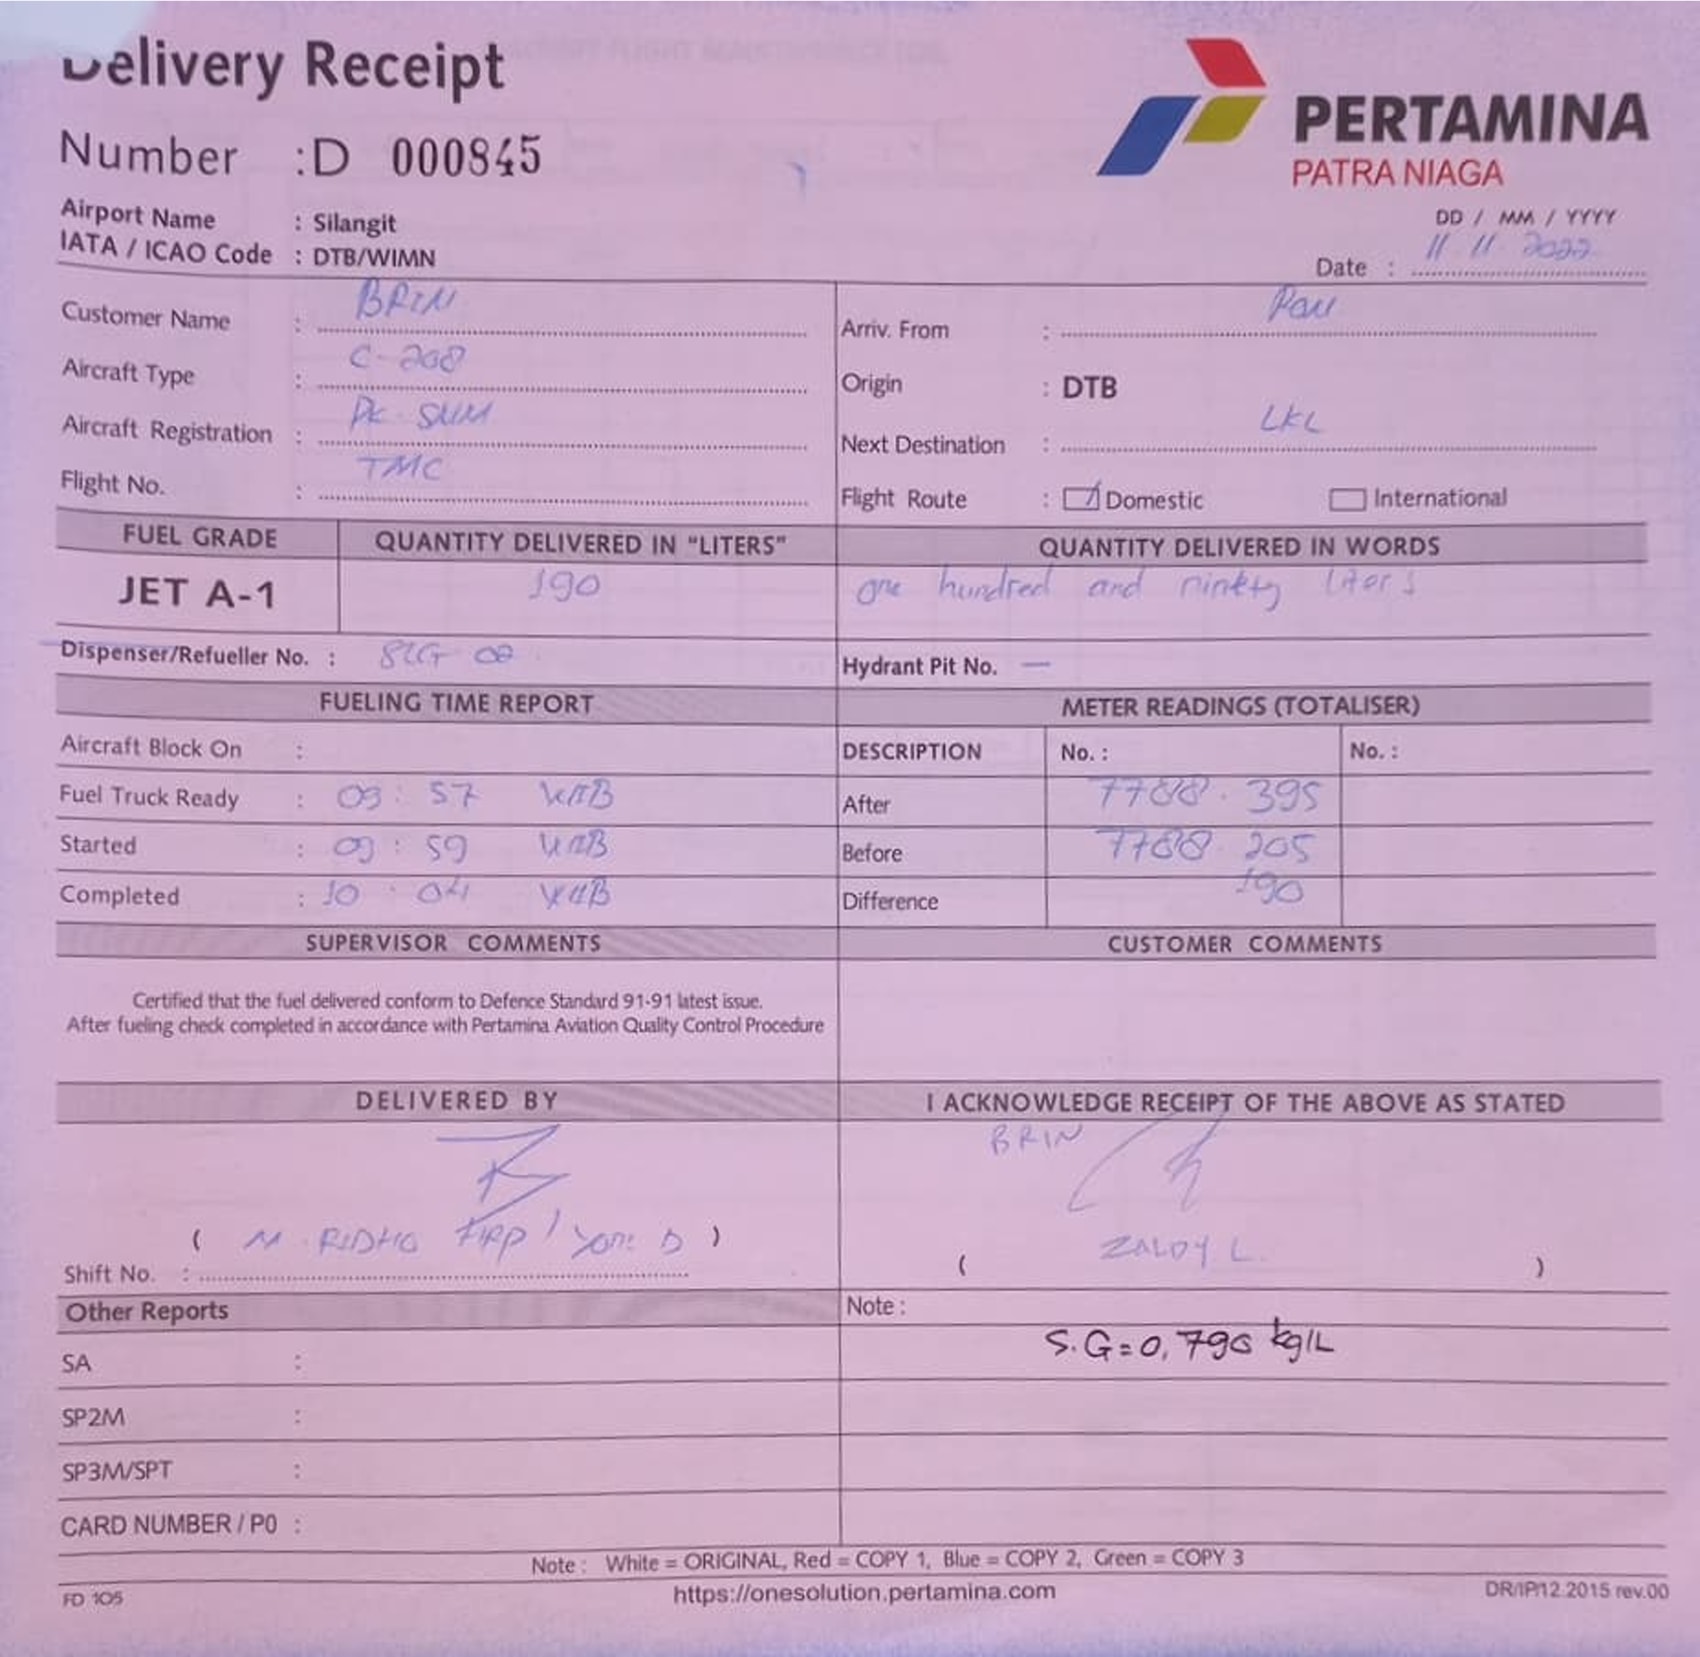 Delivery Receipt
Number :D 000845
PERTAMINA
PATRA NIAGA
Airport Name : Silangit
IATA / ICAO Code : DTB/WIMN
DD / MM / YYYY
Date : 11 11 2022
Customer Name : BRIN
Arriv. From :
Aircraft Type : C-208
Origin : DTB
Aircraft Registration : PK-SNM
Next Destination : LKL
Flight No. : TMC
Flight Route : Domestic International
FUEL GRADE QUANTITY DELIVERED IN "LITERS" QUANTITY DELIVERED IN WORDS
JET A-1 190 one hundred and ninety liters
Dispenser/Refueller No. :
Hydrant Pit No. —
FUELING TIME REPORT METER READINGS (TOTALISER)
Aircraft Block On : DESCRIPTION No. : No. :
Fuel Truck Ready : 09 : 57 WIB After 7788.395
Started : 09 : 59 WIB Before 7788.205
Completed : 10 : 04 WIB Difference 190
SUPERVISOR COMMENTS CUSTOMER COMMENTS
Certified that the fuel delivered conform to Defence Standard 91-91 latest issue.
After fueling check completed in accordance with Pertamina Aviation Quality Control Procedure
DELIVERED BY I ACKNOWLEDGE RECEIPT OF THE ABOVE AS STATED
BRIN
( M. RIDHO / D )
( ZALDY L. )
Shift No. :
Other Reports
Note :
S.G=0,790 kg/L
SA :
SP2M :
SP3M/SPT :
CARD NUMBER / P0 :
Note : White = ORIGINAL, Red = COPY 1, Blue = COPY 2, Green = COPY 3
FD 105 https://onesolution.pertamina.com DR/IP/12.2015 rev.00